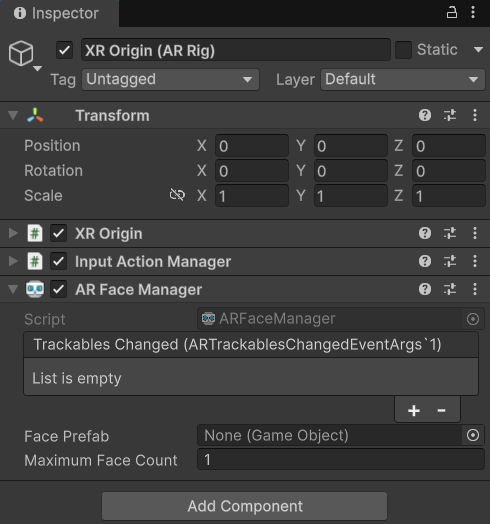 Inspector
XR Origin (AR Rig) Static
Tag Untagged Layer Default
Transform
Position X 0 Y 0 Z 0
Rotation X 0 Y 0 Z 0
Scale X 1 Y 1 Z 1
# XR Origin
# Input Action Manager
AR Face Manager
Script ARFaceManager
Trackables Changed (ARTrackablesChangedEventArgs`1)
List is empty
+ -
Face Prefab None (Game Object)
Maximum Face Count 1
Add Component